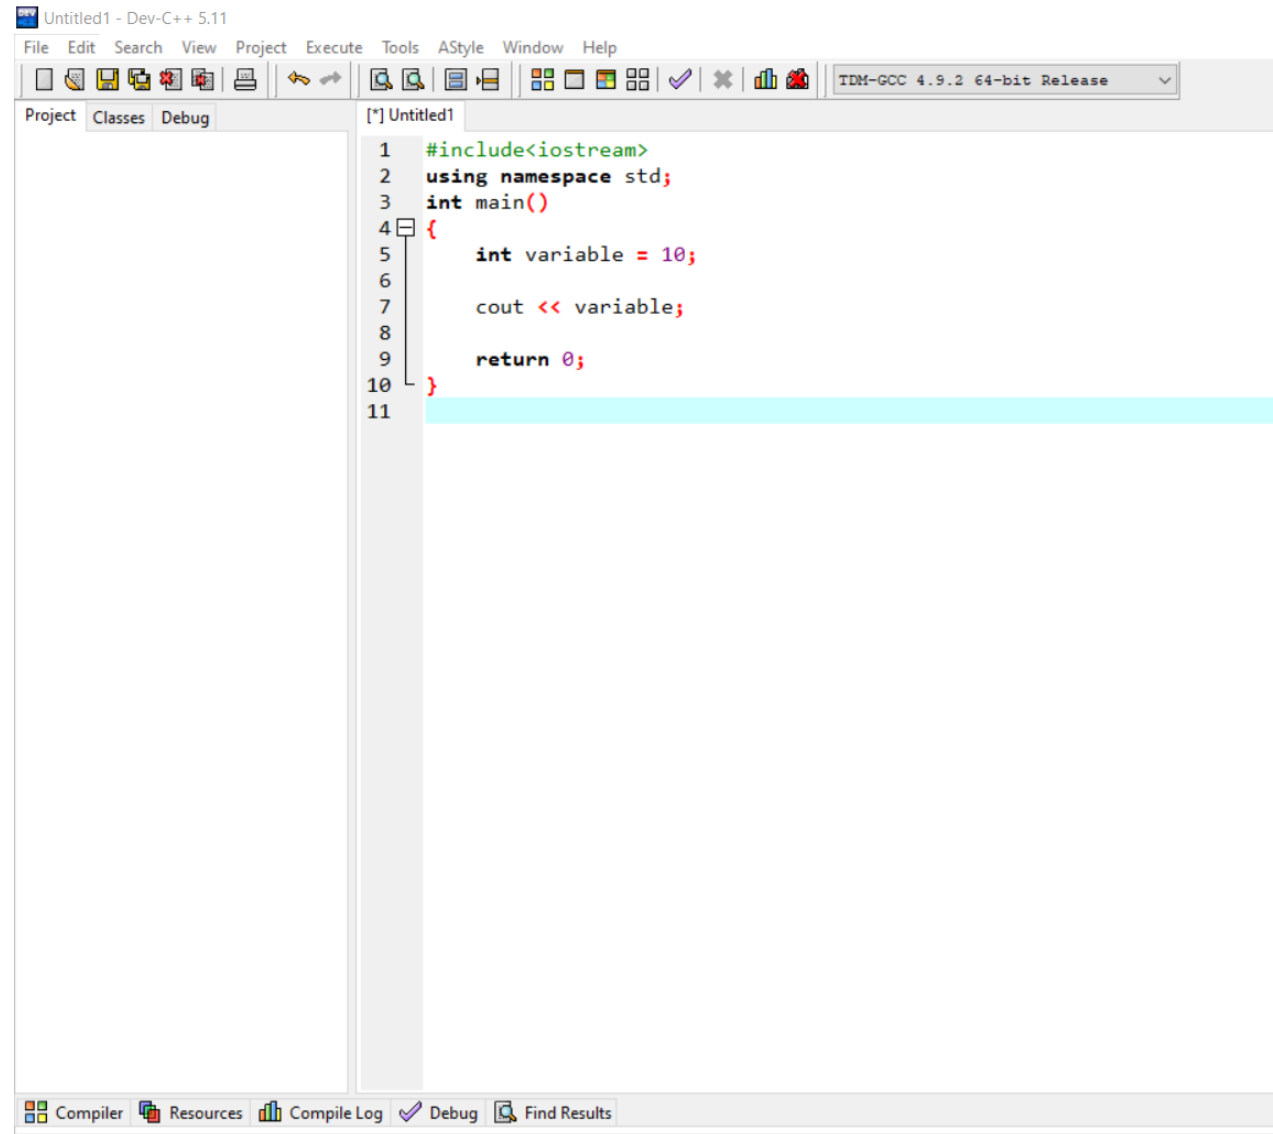 Untitled1 - Dev-C++ 5.11
File Edit Search View Project Execute Tools AStyle Window Help
TDM-GCC 4.9.2 64-bit Release
Project Classes Debug [*] Untitled1
1 #include<iostream>
2 using namespace std;
3 int main()
4 {
5 int variable = 10;
6
7 cout << variable;
8
9 return 0;
10 }
11
Compiler Resources Compile Log Debug Find Results